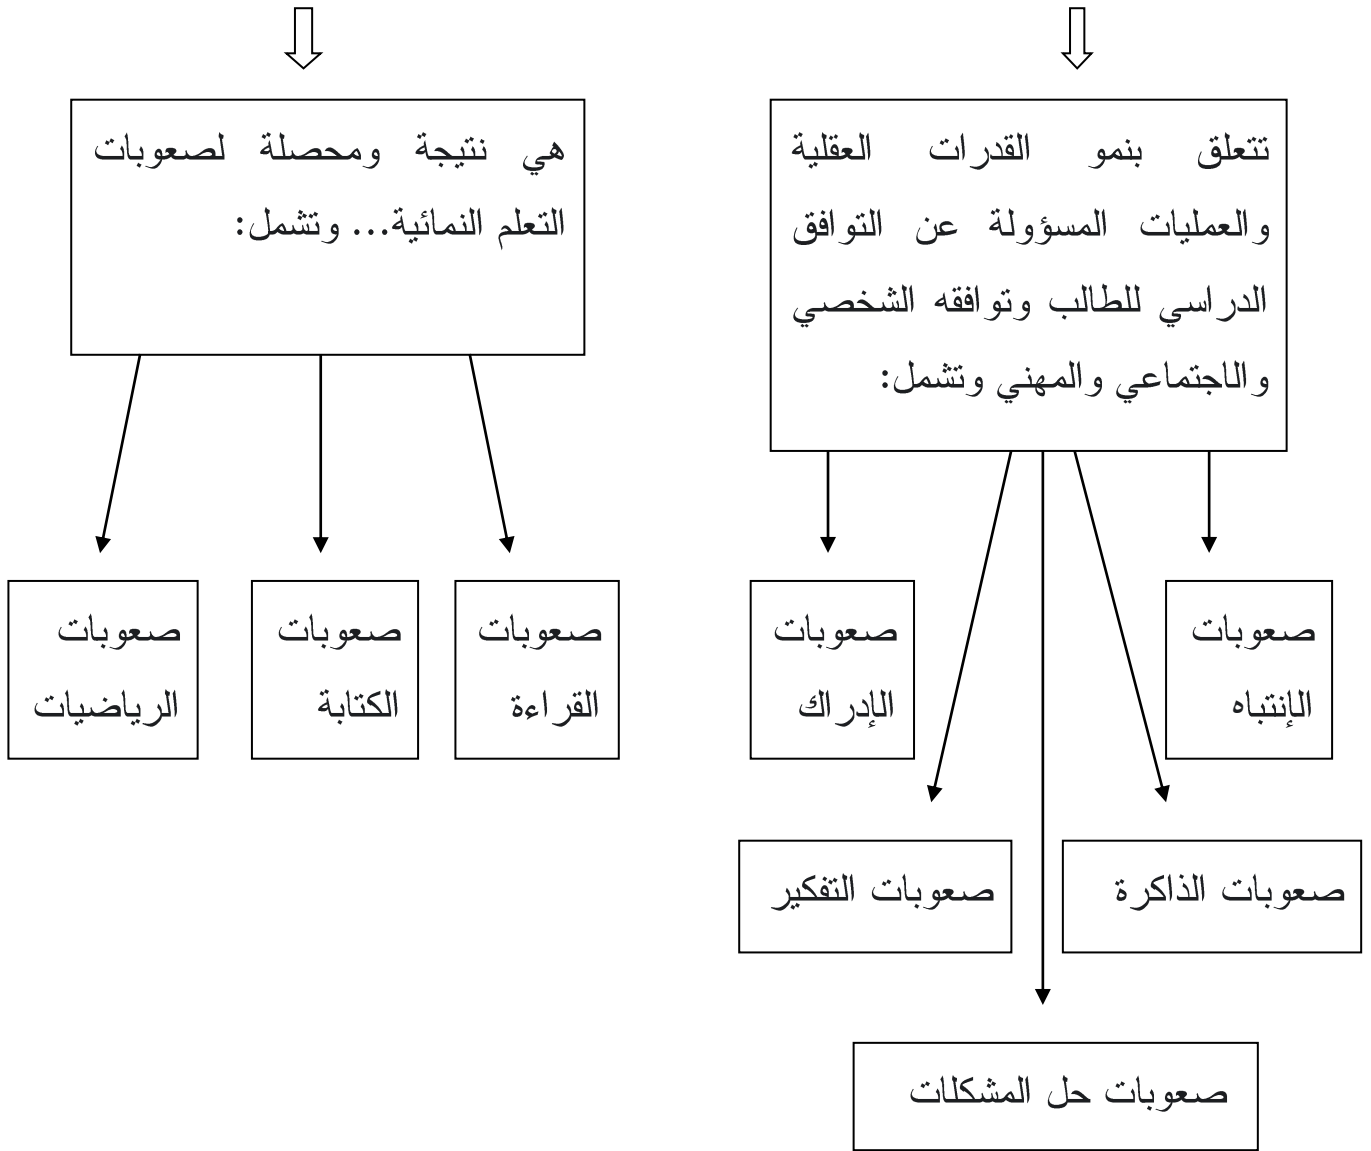 تتعلق بنمو القدرات العقلية
والعمليات المسؤولة عن التوافق
الدراسي للطالب وتوافقه الشخصي
والاجتماعي والمهني وتشمل:
هي نتيجة ومحصلة لصعوبات
التعلم النمائية... وتشمل:
صعوبات
الإنتباه
صعوبات
الإدراك
صعوبات
القراءة
صعوبات
الكتابة
صعوبات
الرياضيات
صعوبات الذاكرة
صعوبات التفكير
صعوبات حل المشكلات